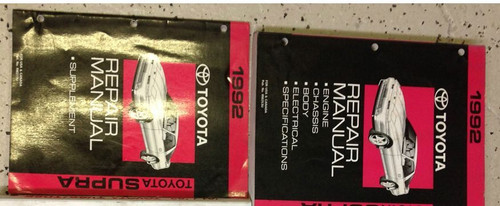 1992
TOYOTA
REPAIR
MANUAL
• SUPPLEMENT
TOYOTA SUPRA
1992
TOYOTA
REPAIR
MANUAL
• ENGINE
• CHASSIS
• BODY
• ELECTRICAL
• SPECIFICATIONS